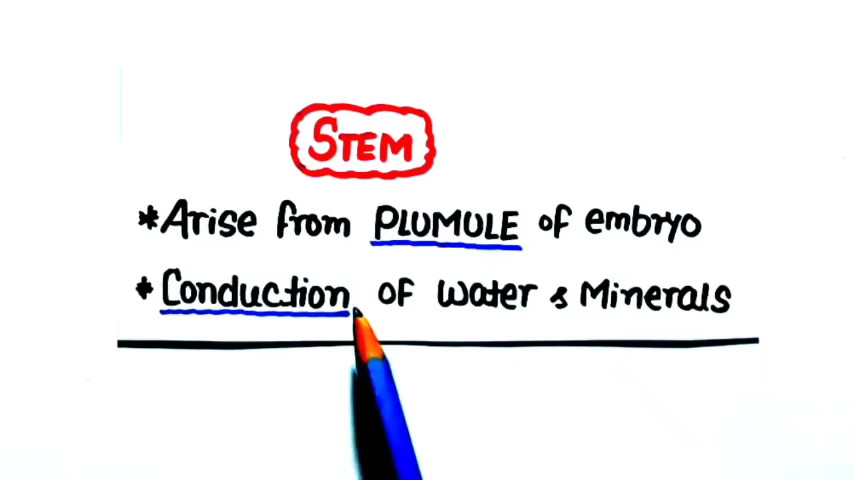 STEM
*Arise from PLUMULE of embryo
*Conduction of water & Minerals